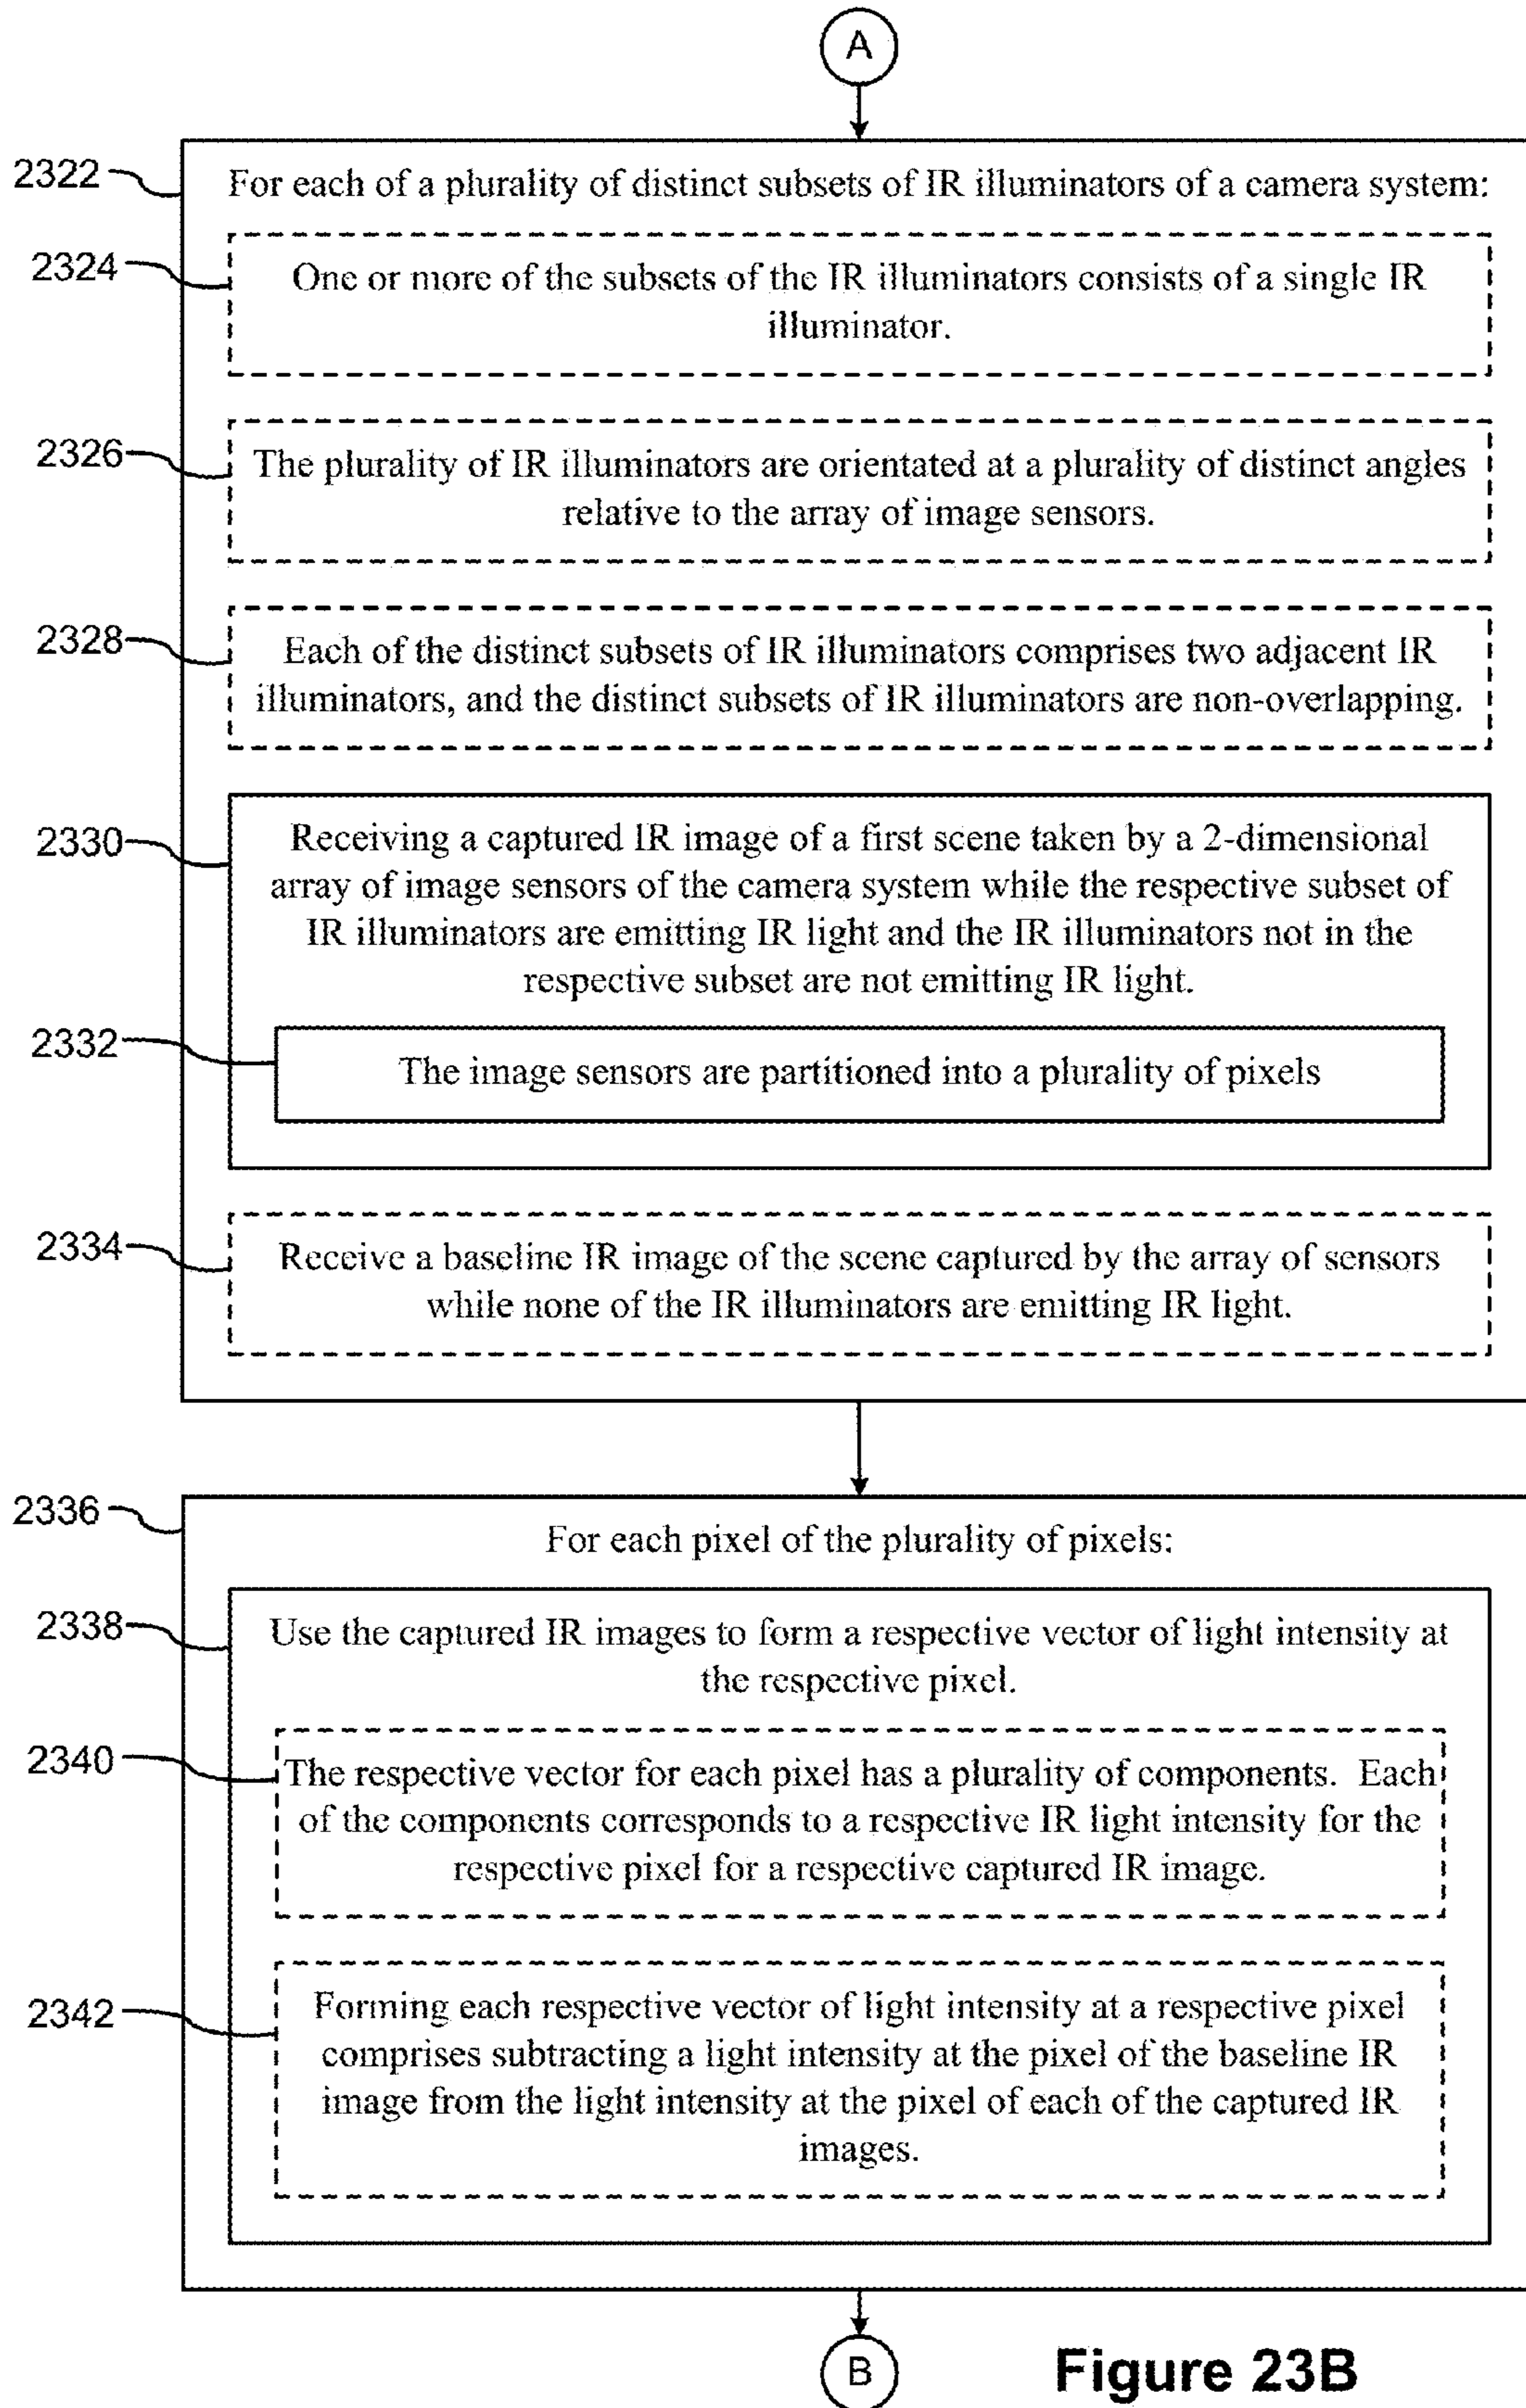 A
2322
For each of a plurality of distinct subsets of IR illuminators of a camera system:
2324
One or more of the subsets of the IR illuminators consists of a single IR
illuminator.
2326
The plurality of IR illuminators are orientated at a plurality of distinct angles
relative to the array of image sensors.
2328
Each of the distinct subsets of IR illuminators comprises two adjacent IR
illuminators, and the distinct subsets of IR illuminators are non-overlapping.
2330
Receiving a captured IR image of a first scene taken by a 2-dimensional
array of image sensors of the camera system while the respective subset of
IR illuminators are emitting IR light and the IR illuminators not in the
respective subset are not emitting IR light.
2332
The image sensors are partitioned into a plurality of pixels
2334
Receive a baseline IR image of the scene captured by the array of sensors
while none of the IR illuminators are emitting IR light.
2336
For each pixel of the plurality of pixels:
2338
Use the captured IR images to form a respective vector of light intensity at
the respective pixel.
2340
The respective vector for each pixel has a plurality of components. Each
of the components corresponds to a respective IR light intensity for the
respective pixel for a respective captured IR image.
2342
Forming each respective vector of light intensity at a respective pixel
comprises subtracting a light intensity at the pixel of the baseline IR
image from the light intensity at the pixel of each of the captured IR
images.
B
Figure 23B